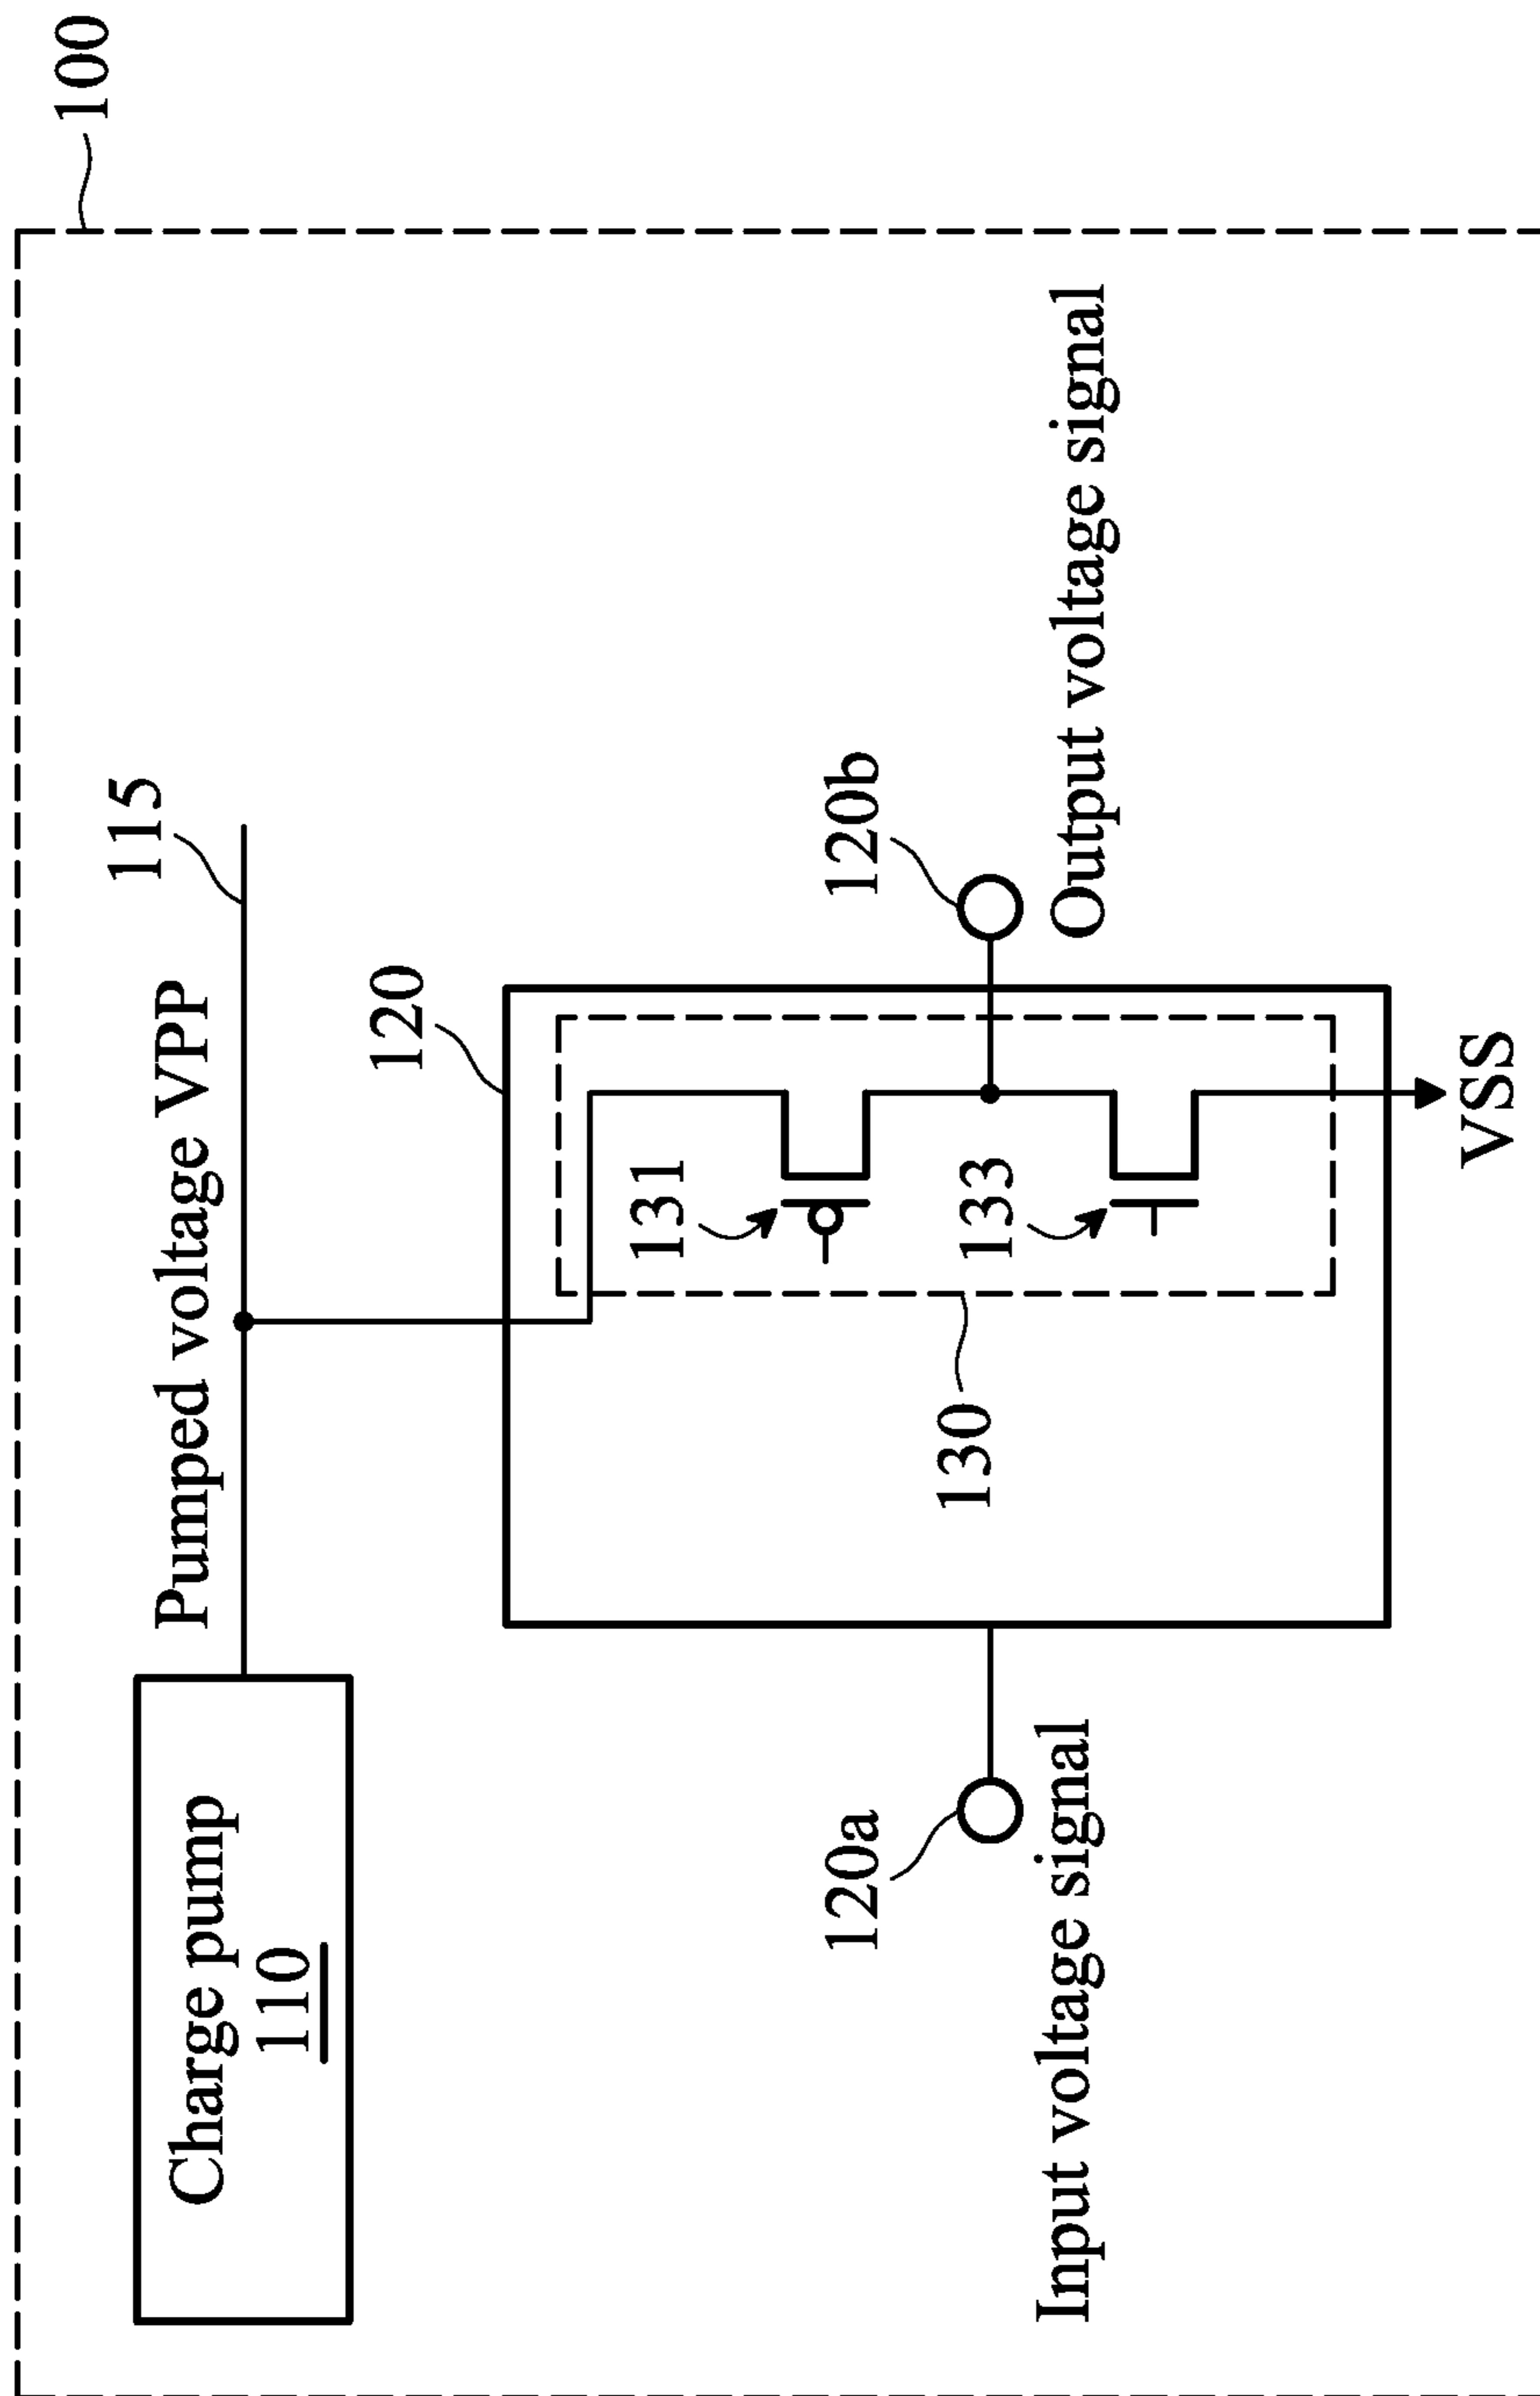 100
115
Pumped voltage VPP
Charge pump
110
120
120b
Output voltage signal
131
133
130
120a
Input voltage signal
VSS